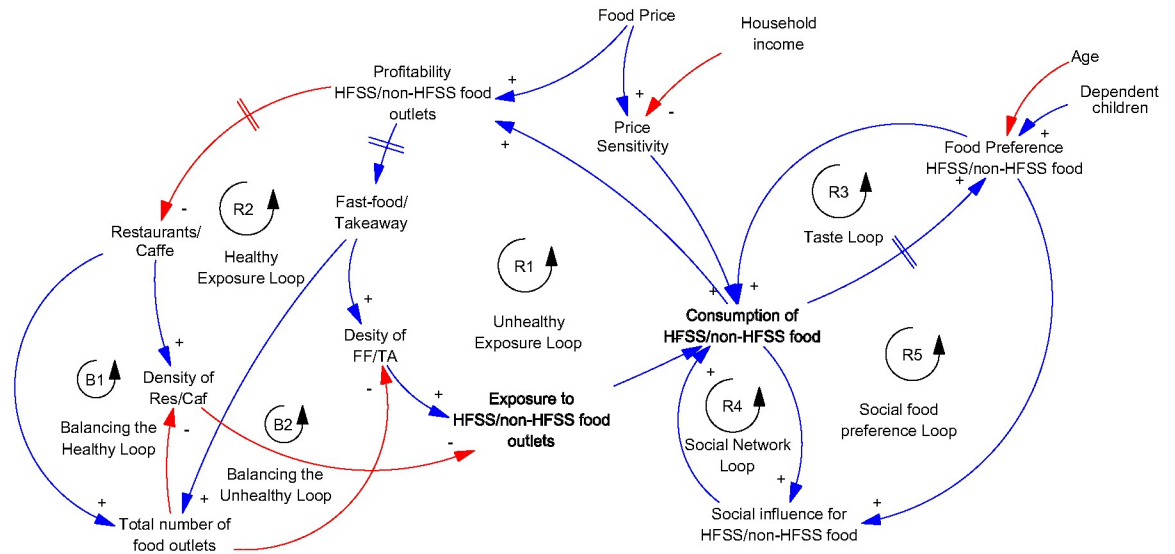 Food Price
Household
income
Age
Dependent
children
Profitability
HFSS/non-HFSS food
outlets
+
+
+
-
Price
Sensitivity
+
Food Preference
HFSS/non-HFSS food
+
R2
Healthy
Exposure Loop
-
Restaurants/
Caffe
Fast-food/
Takeaway
R1
Unhealthy
Exposure Loop
R3
Taste Loop
+
+
+
Consumption of
HFSS/non-HFSS food
+
+
Desity of
FF/TA
-
+
B1
Density of
Res/Caf
-
Balancing the
Healthy Loop
B2
Balancing the
Unhealthy Loop
Exposure to
HFSS/non-HFSS food
outlets
-
+
R4
Social Network
Loop
R5
Social food
preference Loop
+
+
+
+
Total number of
food outlets
Social influence for
HFSS/non-HFSS food